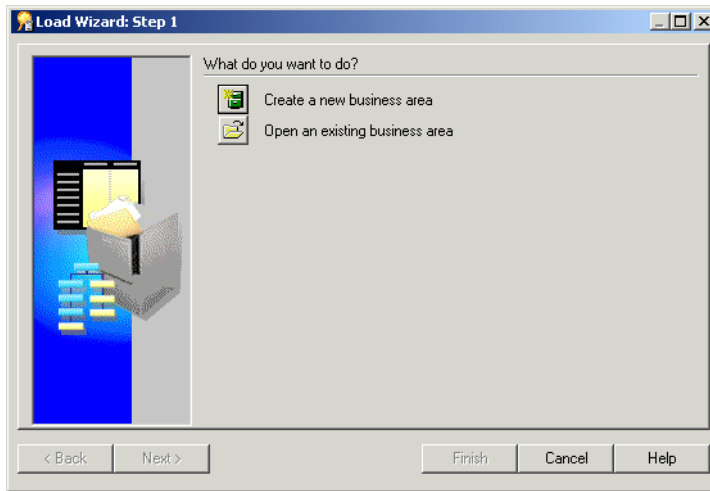 Load Wizard: Step 1
What do you want to do?
Create a new business area
Open an existing business area
< Back
Next >
Finish
Cancel
Help